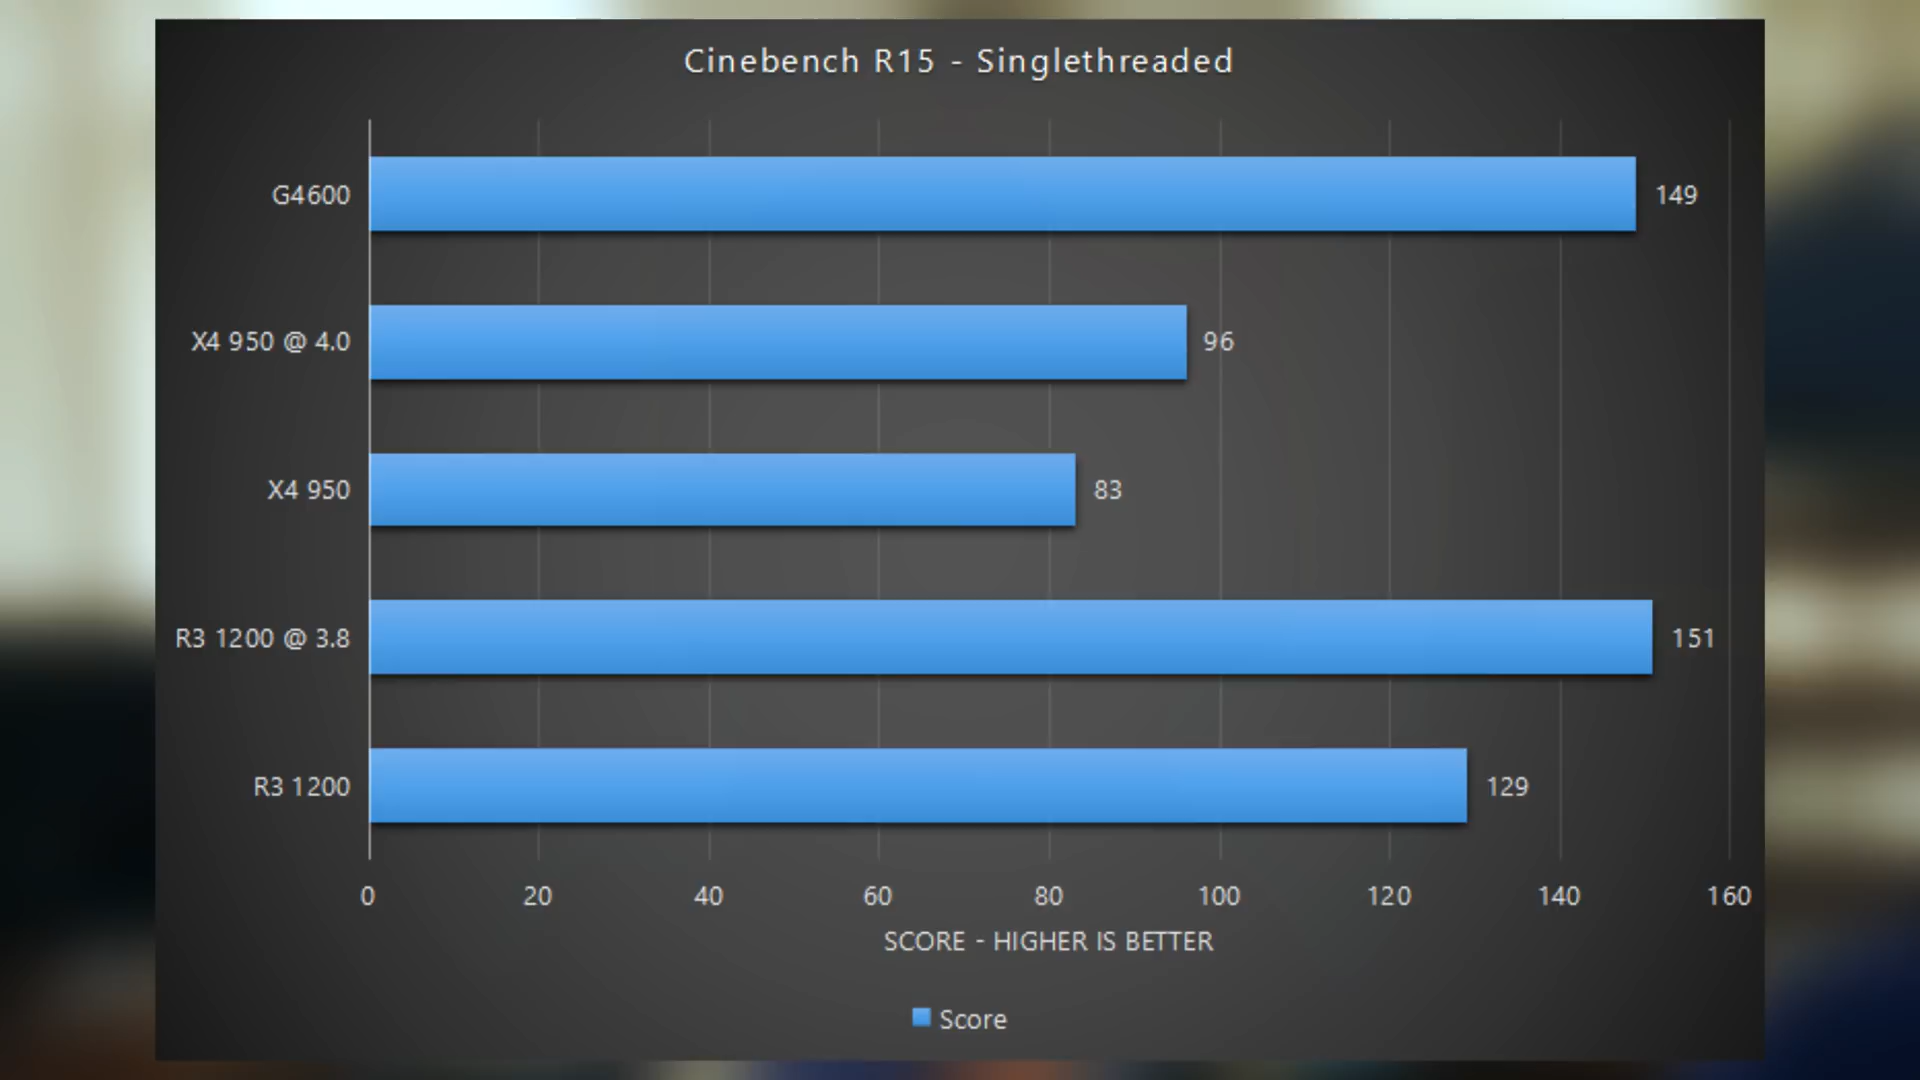 Cinebench R15 - Singlethreaded
G4600
149
X4 950 @ 4.0
96
X4 950
83
R3 1200 @ 3.8
151
R3 1200
129
0 20 40 60 80 100 120 140 160
SCORE - HIGHER IS BETTER
Score